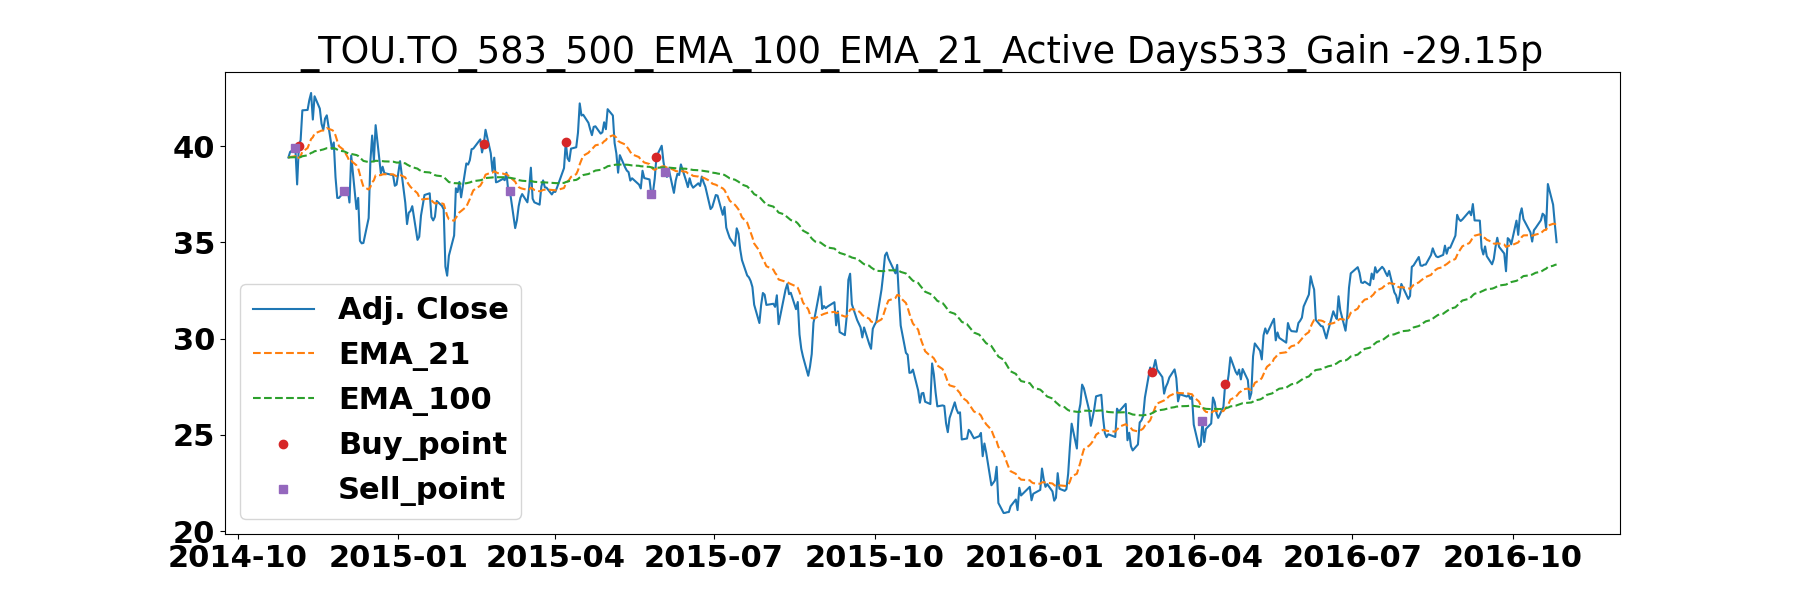 _TOU.TO_583_500_EMA_100_EMA_21_Active Days533_Gain -29.15p
40
35
30
25
20
Adj. Close
EMA_21
EMA_100
Buy_point
Sell_point
2014-10 2015-01 2015-04 2015-07 2015-10 2016-01 2016-04 2016-07 2016-10